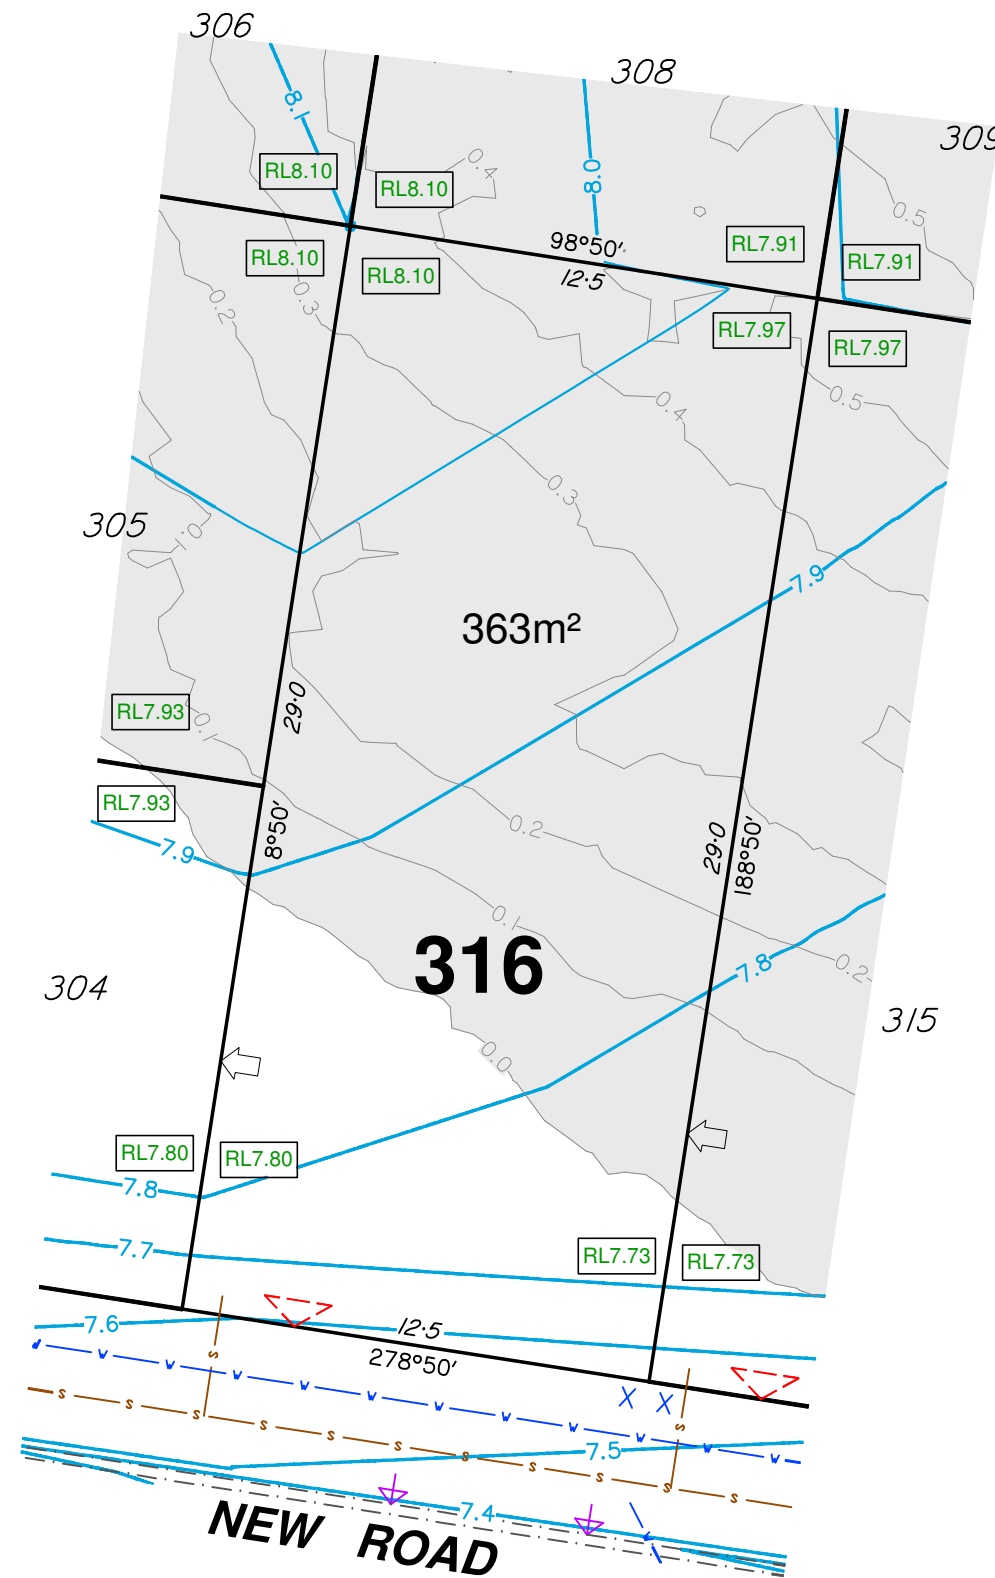 306
308
309
8.1
RL8.10
RL8.10
0.4
8.0
0.5
RL7.91
RL7.91
98°50'
12·5
RL8.10
RL8.10
0.3
0.2
RL7.97
RL7.97
0.4
0.5
0.3
305
1.0
7.9
363m²
29·0
RL7.93
0.1
RL7.93
8°50'
7.9
0.2
29·0
188°50'
0.1
316
7.8
0.2
304
315
0.0
RL7.80
RL7.80
7.8
7.7
RL7.73
RL7.73
7.6
12·5
278°50'
W W W W W W W W W W W
S S S S S S S S S S S S
X X
7.5
7.4
NEW ROAD